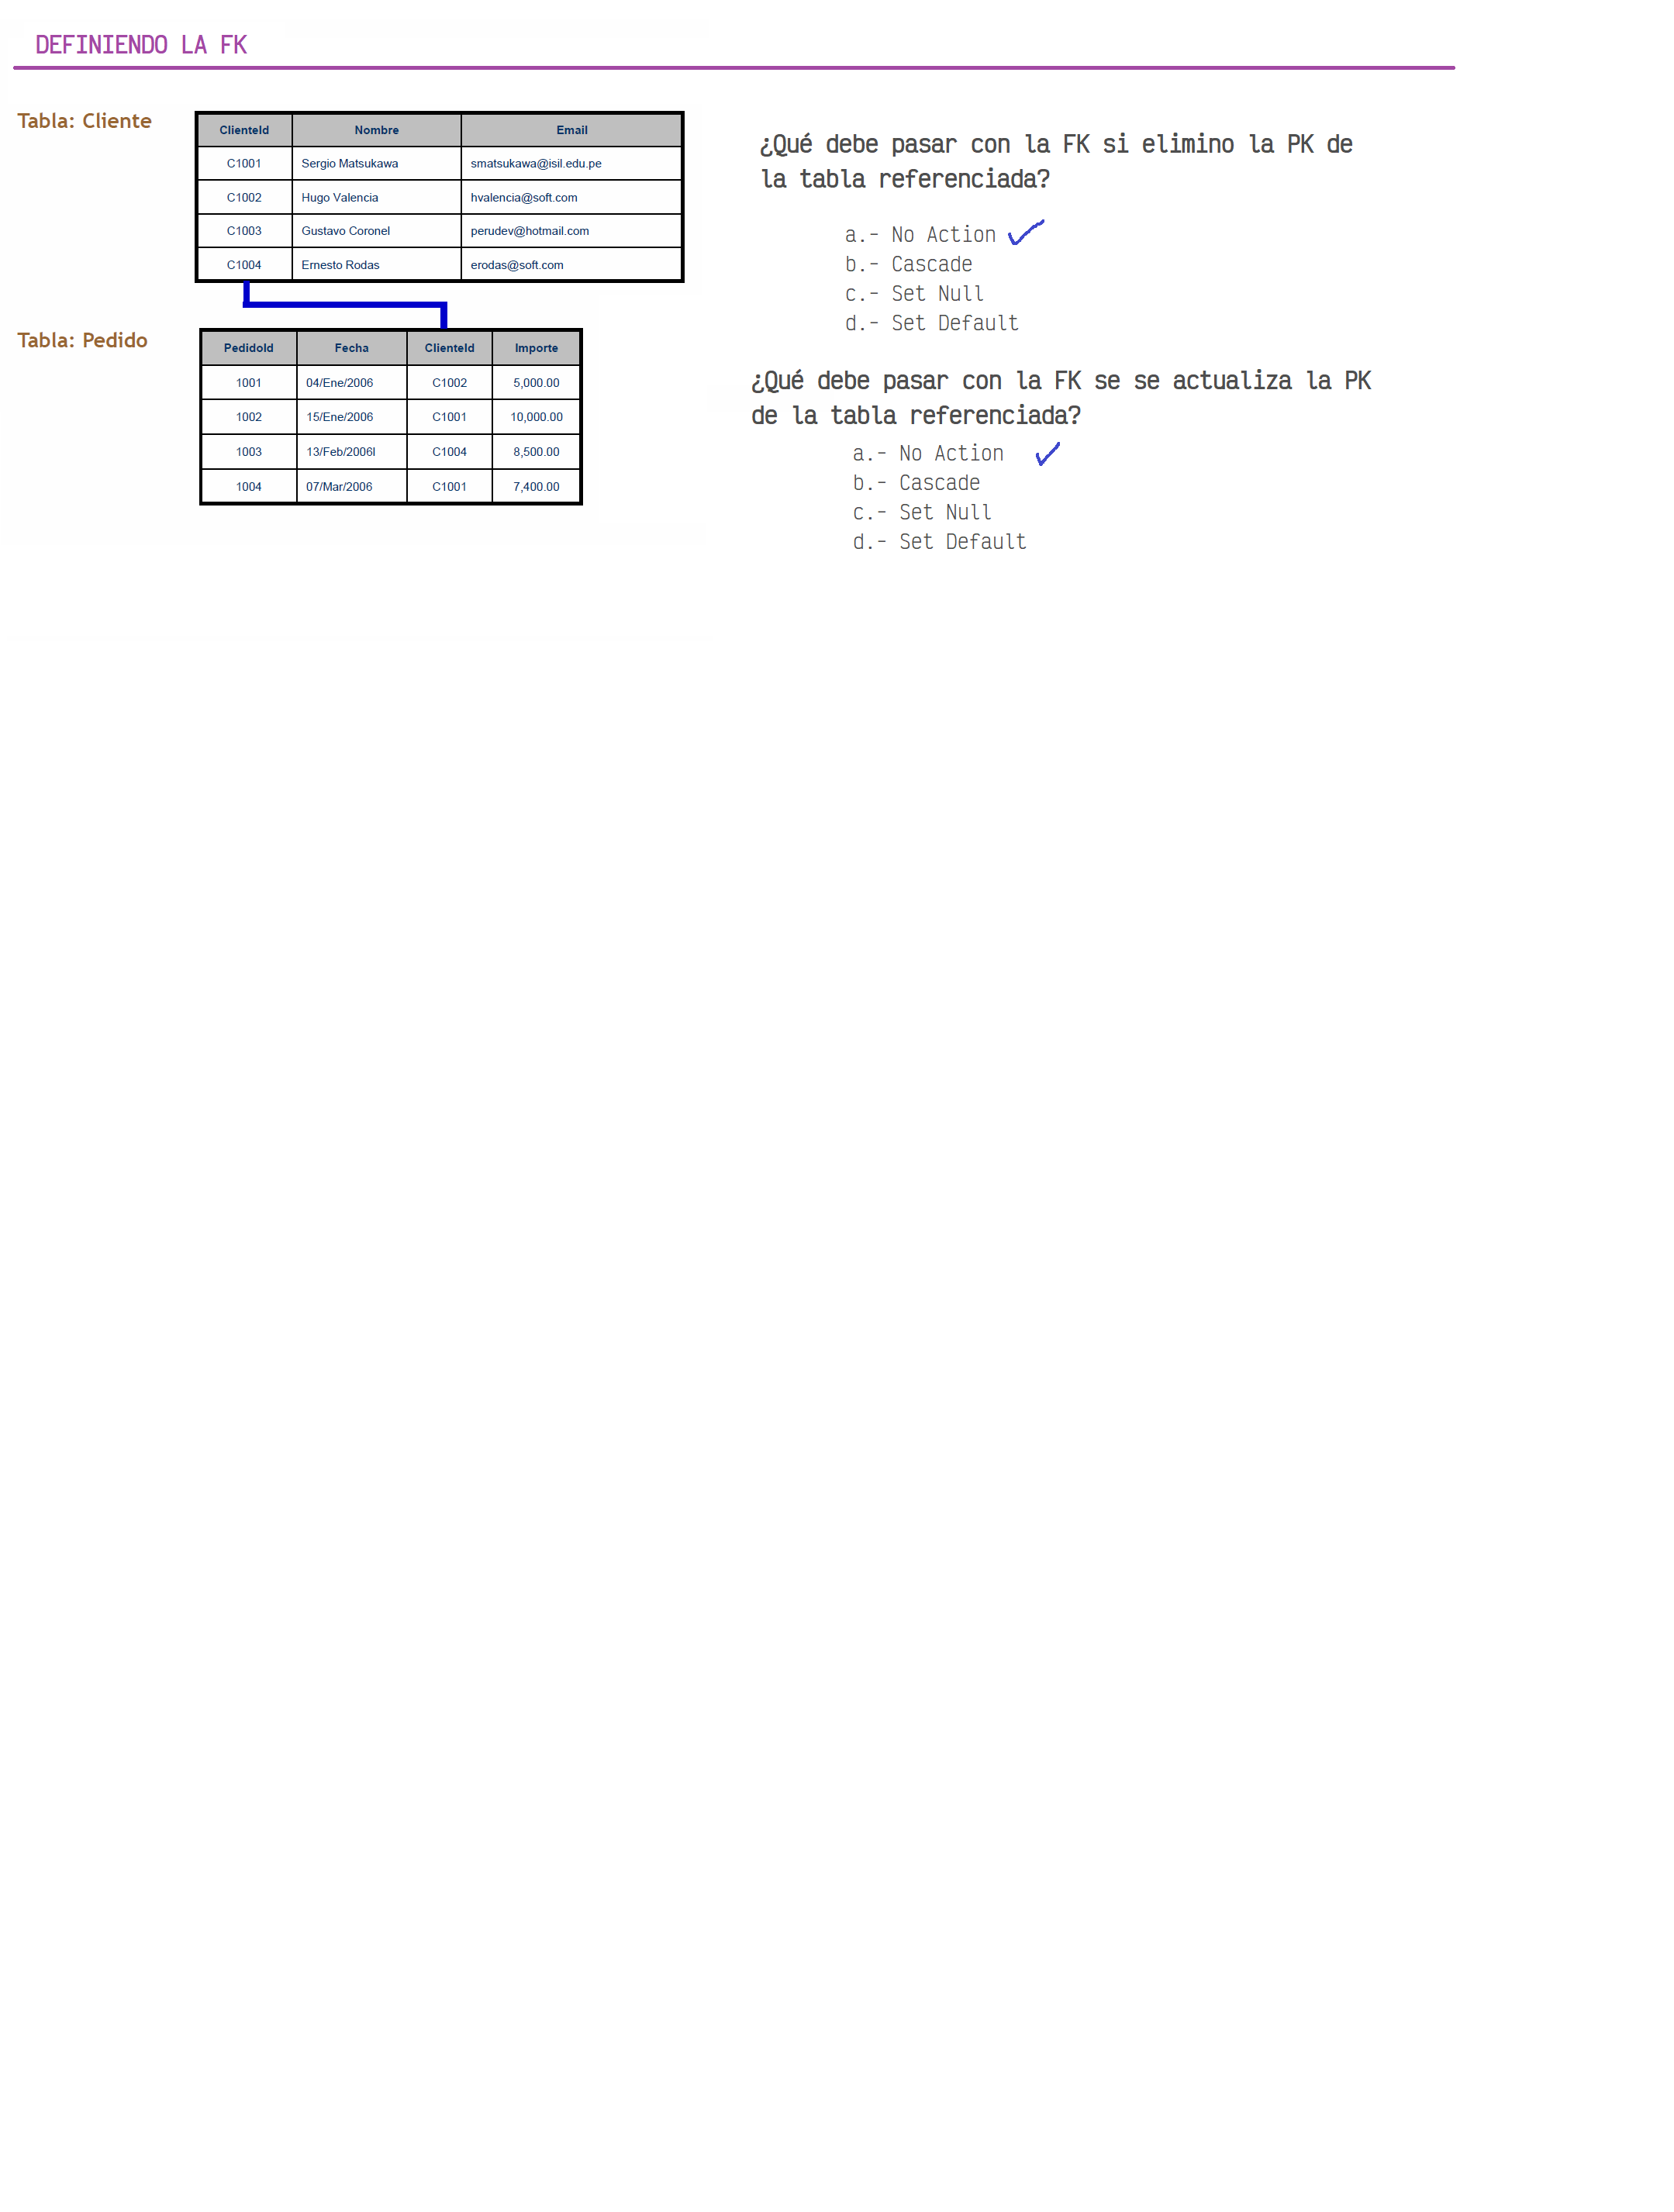 DEFINIENDO LA FK
Tabla: Cliente
ClienteId Nombre Email
C1001 Sergio Matsukawa smatsukawa@isil.edu.pe
C1002 Hugo Valencia hvalencia@soft.com
C1003 Gustavo Coronel perudev@hotmail.com
C1004 Ernesto Rodas erodas@soft.com
Tabla: Pedido
PedidoId Fecha ClienteId Importe
1001 04/Ene/2006 C1002 5,000.00
1002 15/Ene/2006 C1001 10,000.00
1003 13/Feb/2006l C1004 8,500.00
1004 07/Mar/2006 C1001 7,400.00
¿Qué debe pasar con la FK si elimino la PK de
la tabla referenciada?
a.- No Action
b.- Cascade
c.- Set Null
d.- Set Default
¿Qué debe pasar con la FK se se actualiza la PK
de la tabla referenciada?
a.- No Action
b.- Cascade
c.- Set Null
d.- Set Default